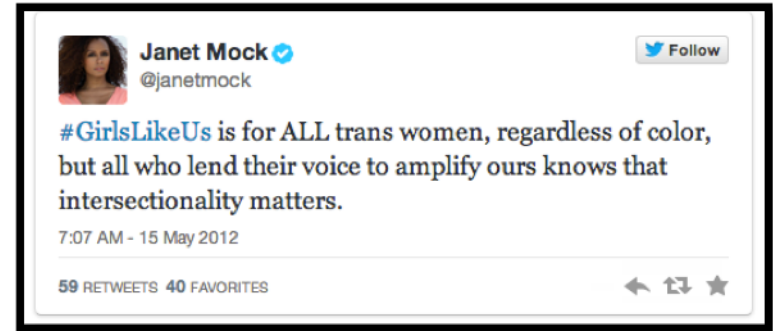 Janet Mock
@janetmock
Follow
#GirlsLikeUs is for ALL trans women, regardless of color,
but all who lend their voice to amplify ours knows that
intersectionality matters.
7:07 AM - 15 May 2012
59 RETWEETS 40 FAVORITES